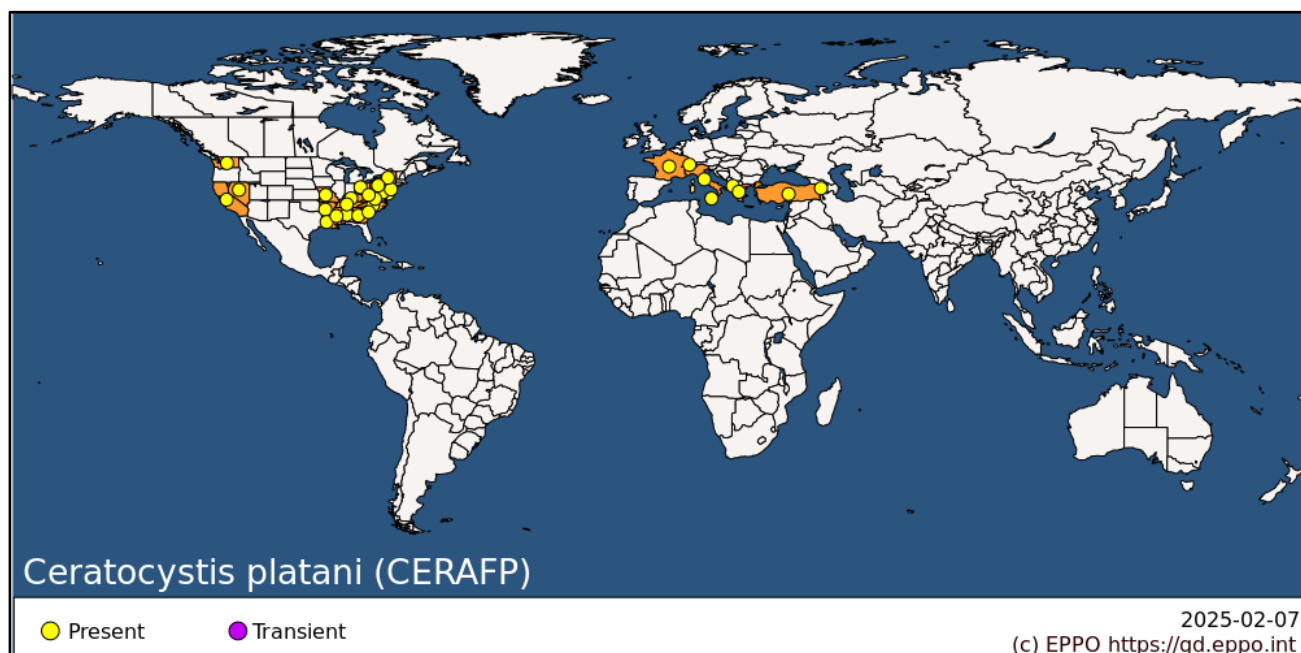 Ceratocystis platani (CERAFP)
Present
Transient
2025-02-07
(c) EPPO https://gd.eppo.int